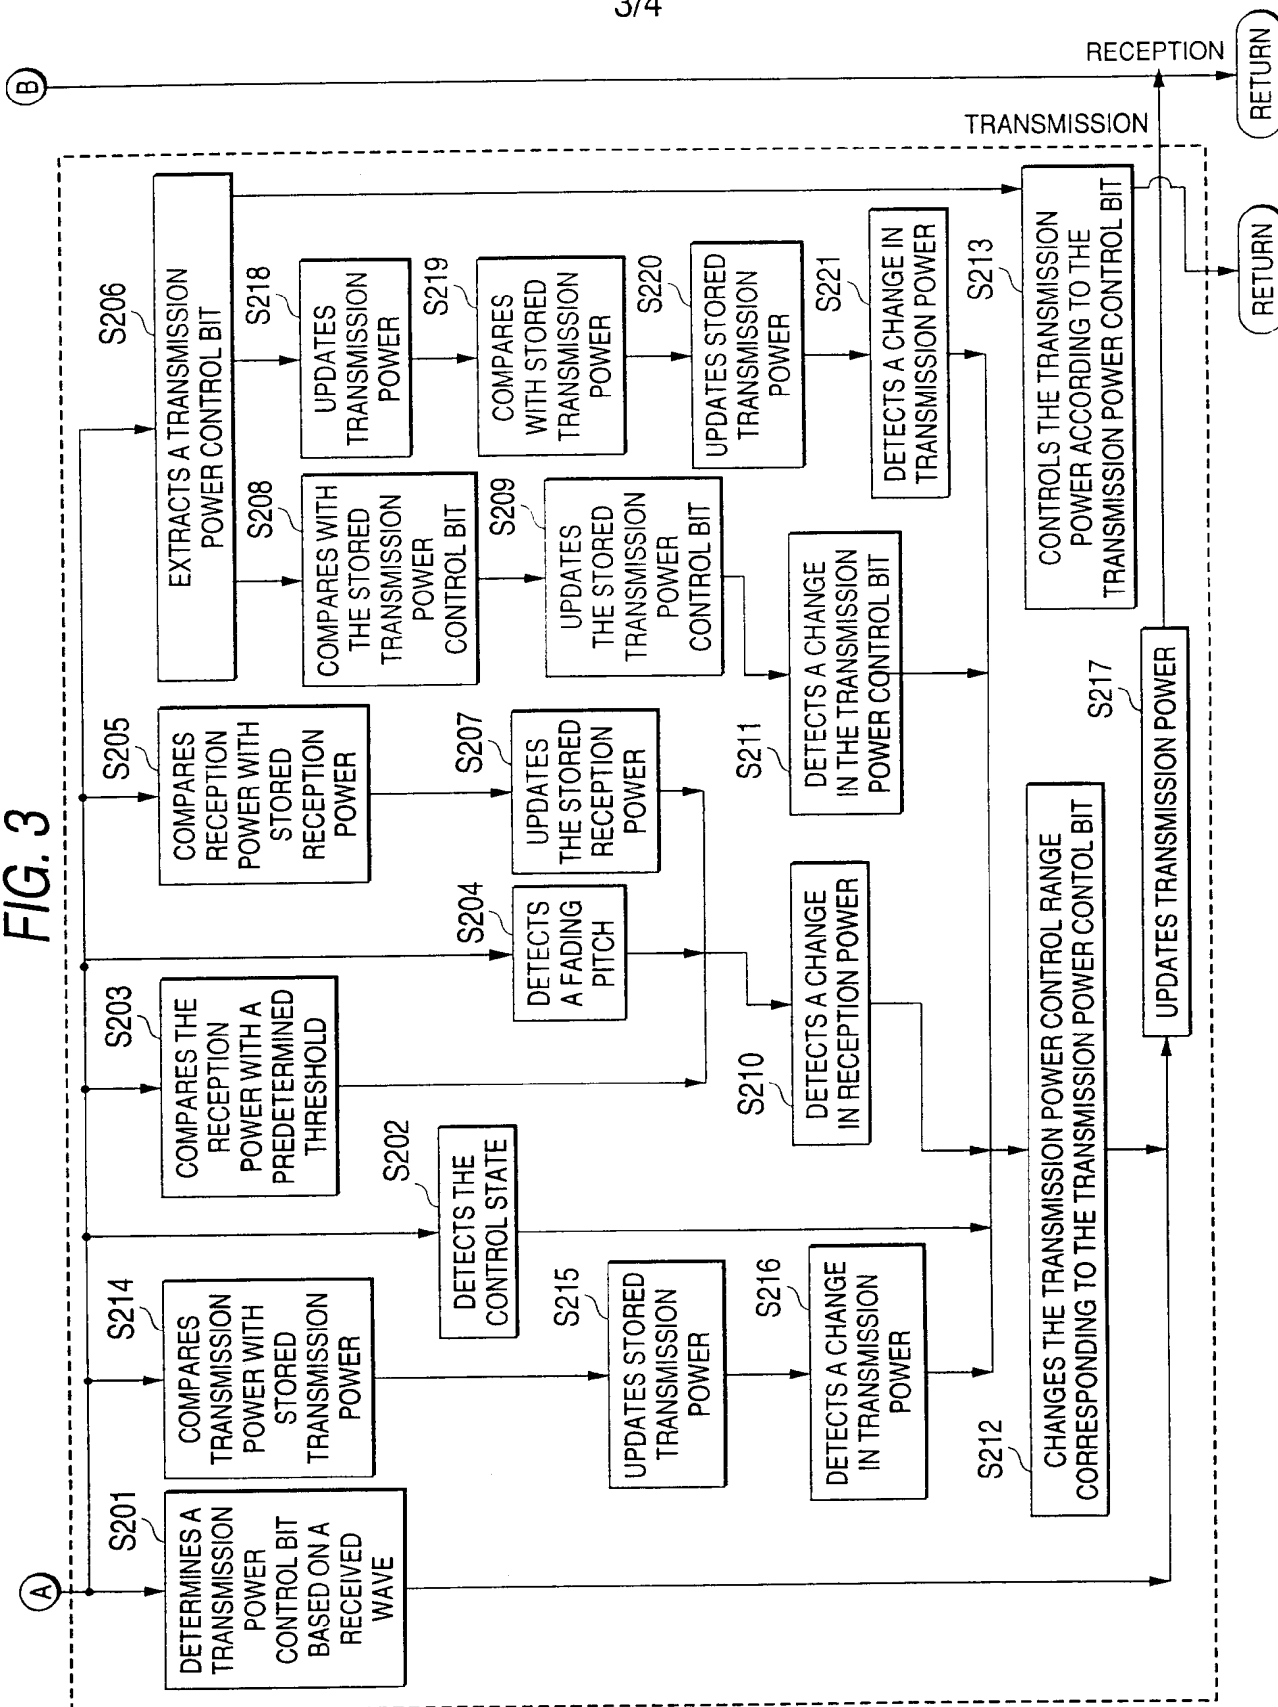 3/4
FIG. 3
A
B
S201
DETERMINES A
TRANSMISSION
POWER
CONTROL BIT
BASED ON A
RECEIVED
WAVE
S214
COMPARES
TRANSMISSION
POWER WITH
STORED
TRANSMISSION
POWER
S202
DETECTS THE
CONTROL STATE
S203
COMPARES THE
RECEPTION
POWER WITH A
PREDETERMINED
THRESHOLD
S204
DETECTS
A FADING
PITCH
S205
COMPARES
RECEPTION
POWER WITH
STORED
RECEPTION
POWER
S206
EXTRACTS A TRANSMISSION
POWER CONTROL BIT
S207
UPDATES
THE STORED
RECEPTION
POWER
S208
COMPARES WITH
THE STORED
TRANSMISSION
POWER
CONTROL BIT
S218
UPDATES
TRANSMISSION
POWER
S209
UPDATES
THE STORED
TRANSMISSION
POWER
CONTROL BIT
S219
COMPARES
WITH STORED
TRANSMISSION
POWER
S215
UPDATES STORED
TRANSMISSION
POWER
S220
UPDATES STORED
TRANSMISSION
POWER
S216
DETECTS A CHANGE
IN TRANSMISSION
POWER
S210
DETECTS A CHANGE
IN RECEPTION POWER
S211
DETECTS A CHANGE
IN THE TRANSMISSION
POWER CONTROL BIT
S221
DETECTS A CHANGE IN
TRANSMISSION POWER
S212
CHANGES THE TRANSMISSION POWER CONTROL RANGE
CORRESPONDING TO THE TRANSMISSION POWER CONTOL BIT
S213
CONTROLS THE TRANSMISSION
POWER ACCORDING TO THE
TRANSMISSION POWER CONTROL BIT
S217
UPDATES TRANSMISSION POWER
TRANSMISSION
RECEPTION
RETURN
RETURN